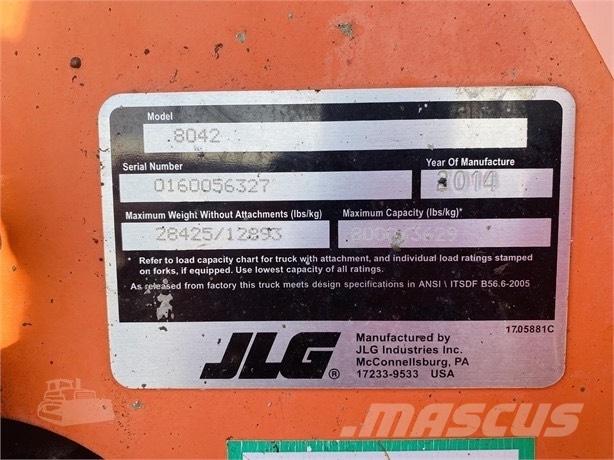 Model
8042
Serial Number
0160056327
Year Of Manufacture
2014
Maximum Weight Without Attachments (lbs/kg)
28425/12893
Maximum Capacity (lbs/kg)*
8000/3629
* Refer to load capacity chart for truck with attachment, and individual load ratings stamped
on forks, if equipped. Use lowest capacity of all ratings.
As released from factory this truck meets design specifications in ANSI \ ITSDF B56.6-2005
JLG®
Manufactured by
JLG Industries Inc.
McConnellsburg, PA
17233-9533 USA
1705881C
MASCUS